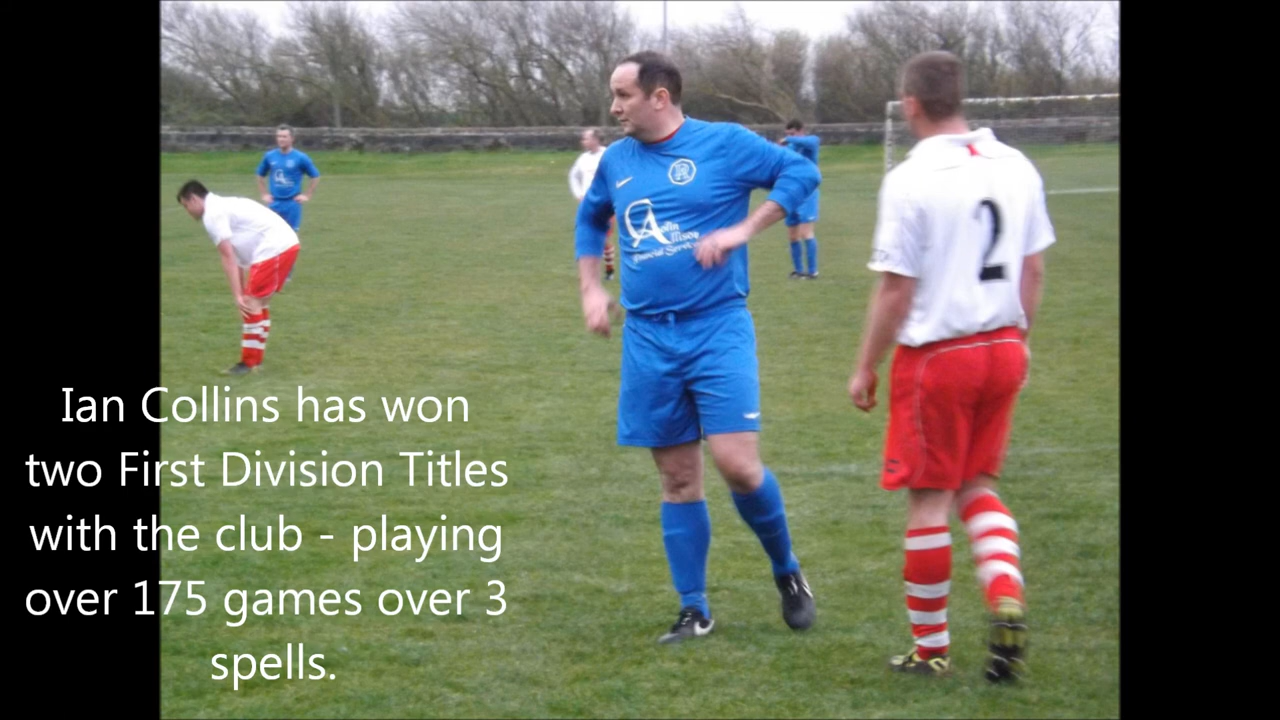 2
Ian Collins has won
two First Division Titles
with the club - playing
over 175 games over 3
spells.